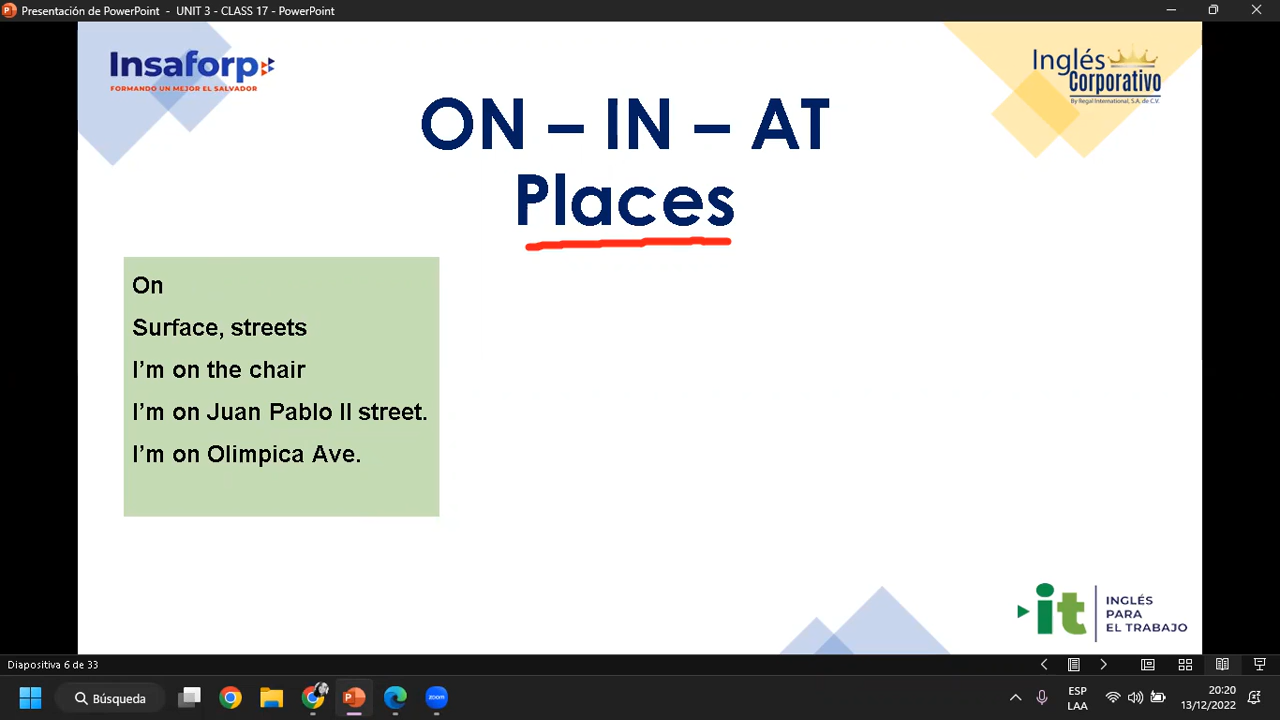 Presentación de PowerPoint - UNIT 3 - CLASS 17 - PowerPoint
Insaforp
FORMANDO UN MEJOR EL SALVADOR
Inglés
Corporativo
By Regal International, S.A. de C.V.
ON – IN – AT
Places
On
Surface, streets
I'm on the chair
I'm on Juan Pablo II street.
I'm on Olimpica Ave.
it
INGLÉS
PARA
EL TRABAJO
Diapositiva 6 de 33
Búsqueda
zoom
ESP
LAA
20:20
13/12/2022